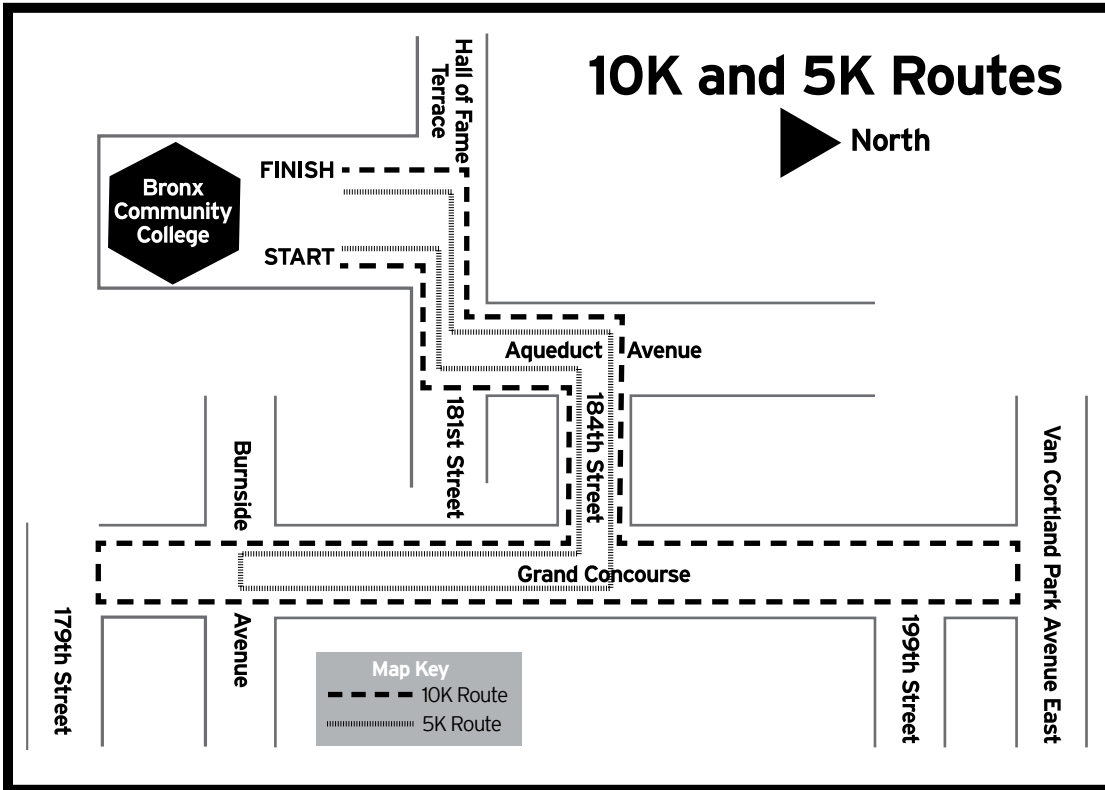 10K and 5K Routes
North
Hall of Fame
Terrace
Bronx
Community
College
FINISH
START
Aqueduct Avenue
181st Street
184th Street
Burnside
Avenue
Grand Concourse
179th Street
199th Street
Van Cortland Park Avenue East
Map Key
10K Route
5K Route